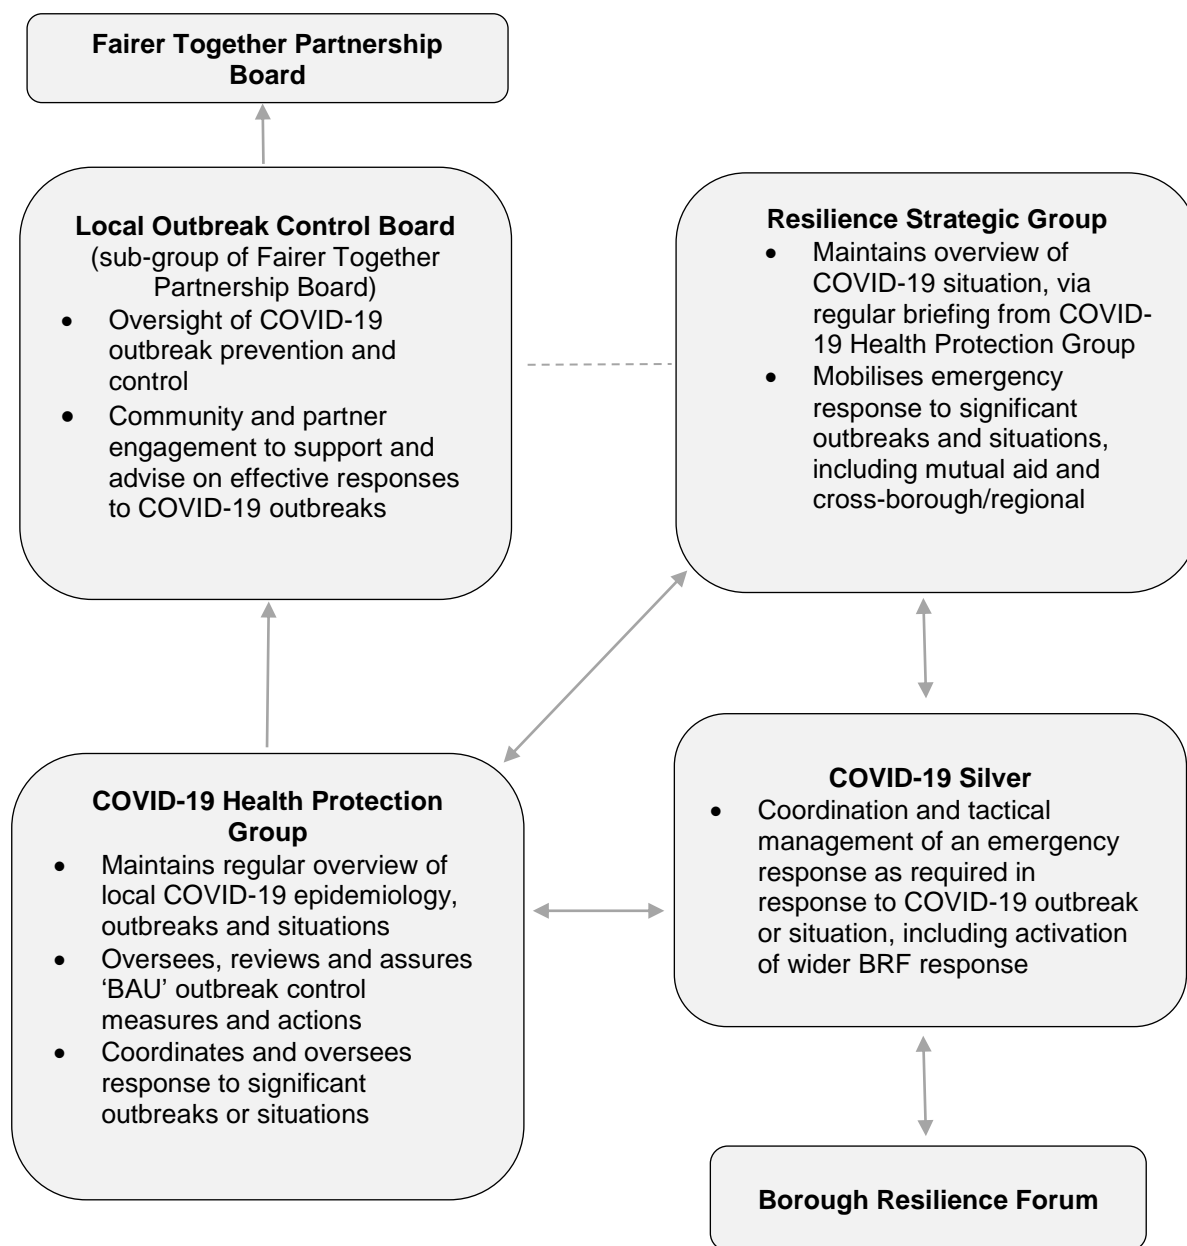 Fairer Together Partnership
Board
Local Outbreak Control Board
(sub-group of Fairer Together
Partnership Board)
• Oversight of COVID-19
outbreak prevention and
control
• Community and partner
engagement to support and
advise on effective responses
to COVID-19 outbreaks
Resilience Strategic Group
• Maintains overview of
COVID-19 situation, via
regular briefing from COVID-
19 Health Protection Group
• Mobilises emergency
response to significant
outbreaks and situations,
including mutual aid and
cross-borough/regional
COVID-19 Health Protection
Group
• Maintains regular overview of
local COVID-19 epidemiology,
outbreaks and situations
• Oversees, reviews and assures
‘BAU’ outbreak control
measures and actions
• Coordinates and oversees
response to significant
outbreaks or situations
COVID-19 Silver
• Coordination and tactical
management of an emergency
response as required in
response to COVID-19 outbreak
or situation, including activation
of wider BRF response
Borough Resilience Forum